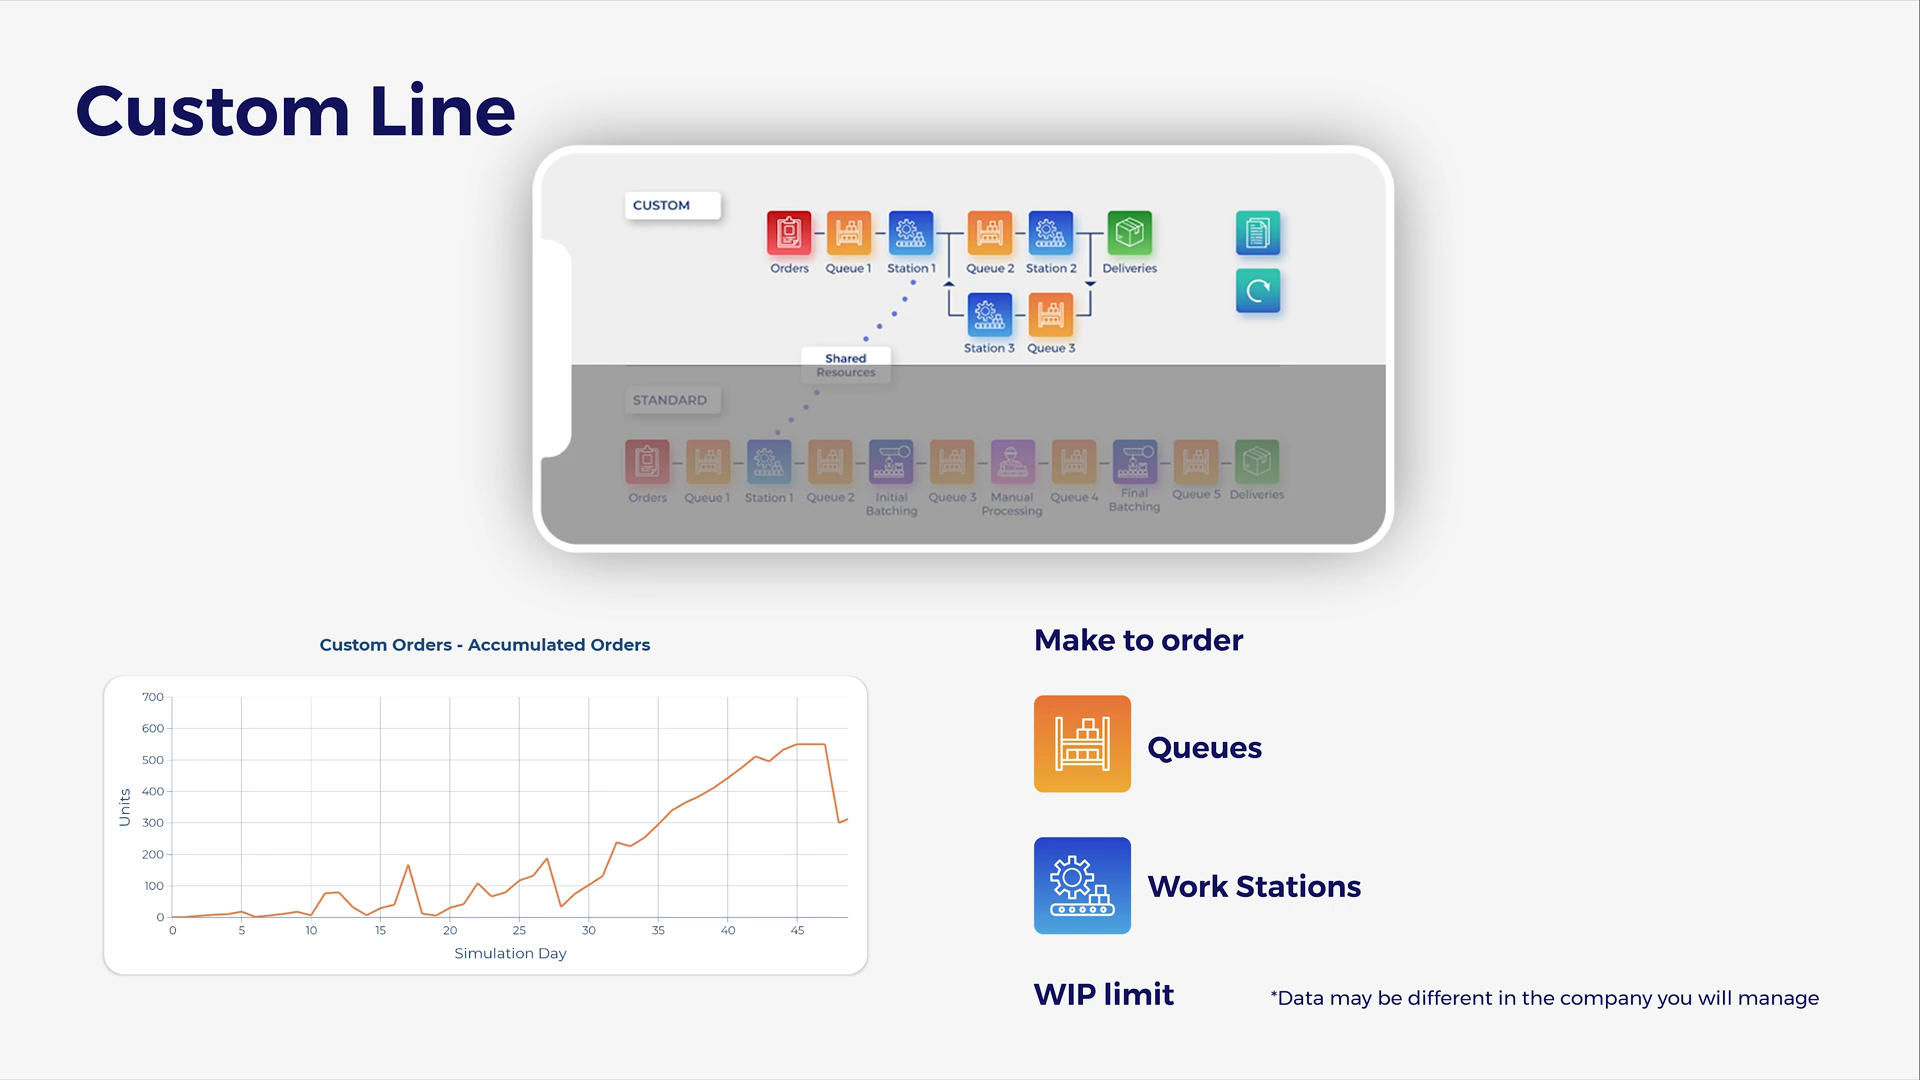 Custom Line
CUSTOM
Orders
Queue 1
Station 1
Queue 2
Station 2
Deliveries
Station 3
Queue 3
Shared
Resources
STANDARD
Orders
Queue 1
Station 1
Queue 2
Initial
Batching
Queue 3
Manual
Processing
Queue 4
Final
Batching
Queue 5
Deliveries
Custom Orders - Accumulated Orders
Units
700
600
500
400
300
200
100
0
0
5
10
15
20
25
30
35
40
45
Simulation Day
Make to order
Queues
Work Stations
WIP limit
*Data may be different in the company you will manage